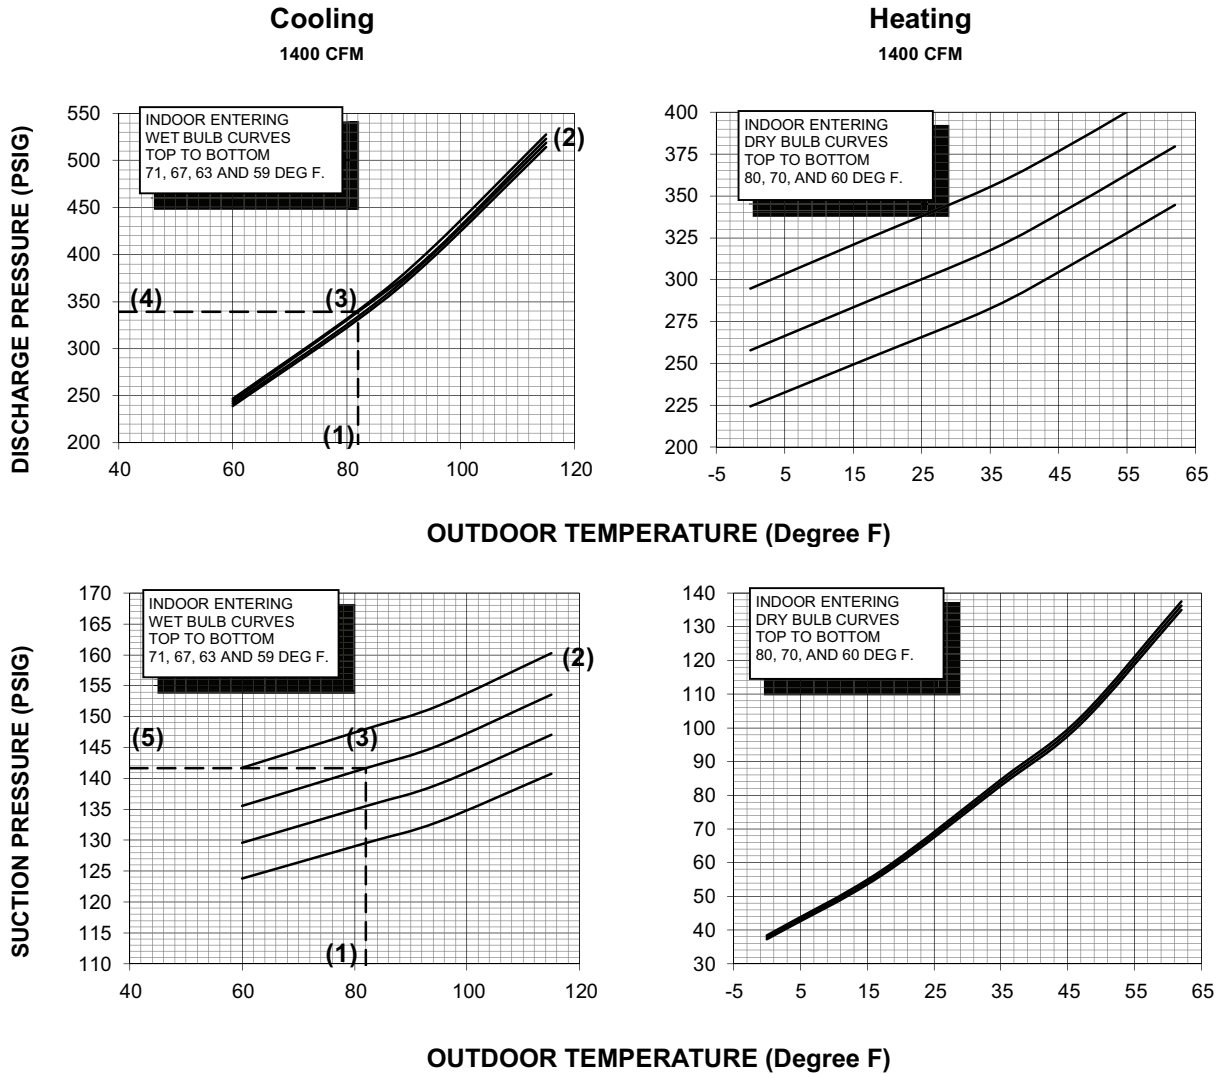 Cooling
1400 CFM
Heating
1400 CFM
DISCHARGE PRESSURE (PSIG)
550
500
450
400
350
300
250
200
INDOOR ENTERING
WET BULB CURVES
TOP TO BOTTOM
71, 67, 63 AND 59 DEG F.
(2)
(4)
(3)
(1)
40 60 80 100 120
400
375
350
325
300
275
250
225
200
INDOOR ENTERING
DRY BULB CURVES
TOP TO BOTTOM
80, 70, AND 60 DEG F.
-5 5 15 25 35 45 55 65
OUTDOOR TEMPERATURE (Degree F)
SUCTION PRESSURE (PSIG)
170
165
160
155
150
145
140
135
130
125
120
115
110
INDOOR ENTERING
WET BULB CURVES
TOP TO BOTTOM
71, 67, 63 AND 59 DEG F.
(2)
(5)
(3)
(1)
40 60 80 100 120
140
130
120
110
100
90
80
70
60
50
40
30
INDOOR ENTERING
DRY BULB CURVES
TOP TO BOTTOM
80, 70, AND 60 DEG F.
-5 5 15 25 35 45 55 65
OUTDOOR TEMPERATURE (Degree F)